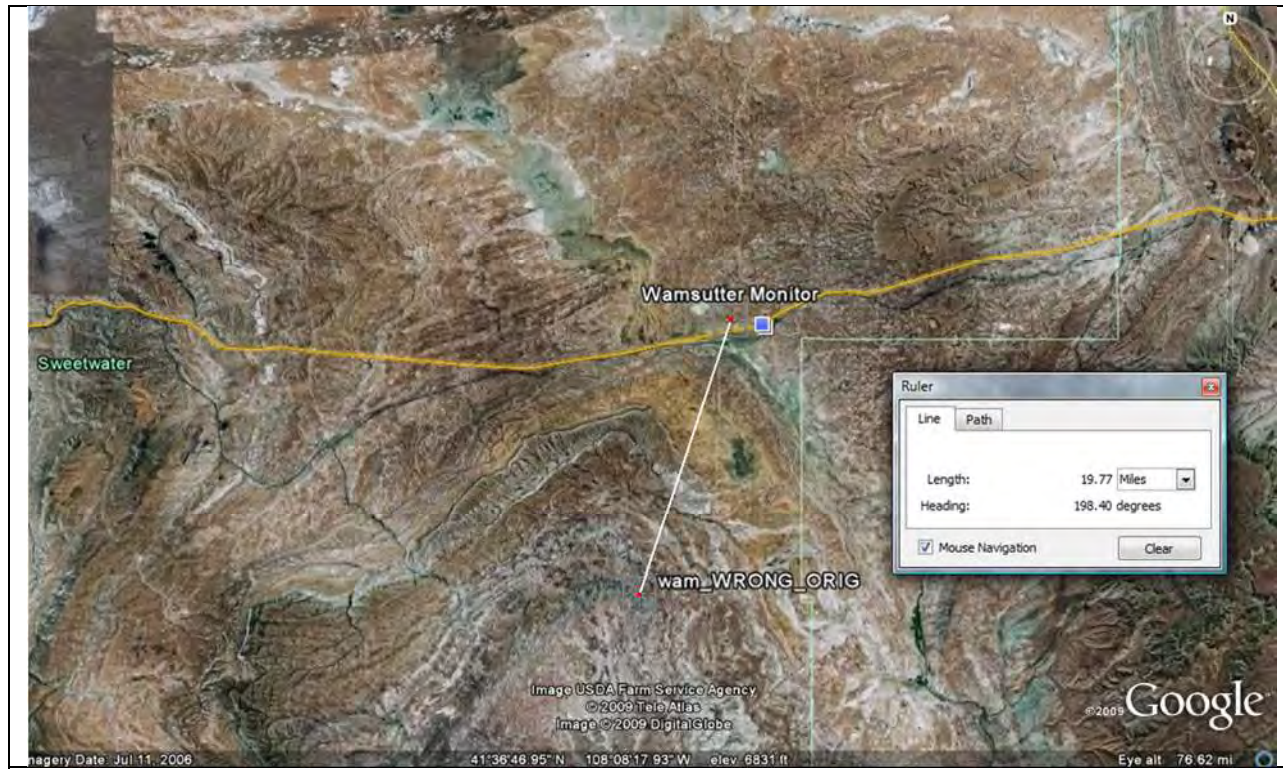 N
Wamsutter Monitor
Sweetwater
Ruler
Line Path
Length: 19.77 Miles
Heading: 198.40 degrees
Mouse Navigation Clear
wam_WRONG_ORIG
Image USDA Farm Service Agency
© 2009 Tele Atlas
Image © 2009 DigitalGlobe
©2009 Google
magery Date: Jul 11, 2006 41°36'46.95" N 108°08'17.93" W elev 6831 ft Eye alt 76.62 mi